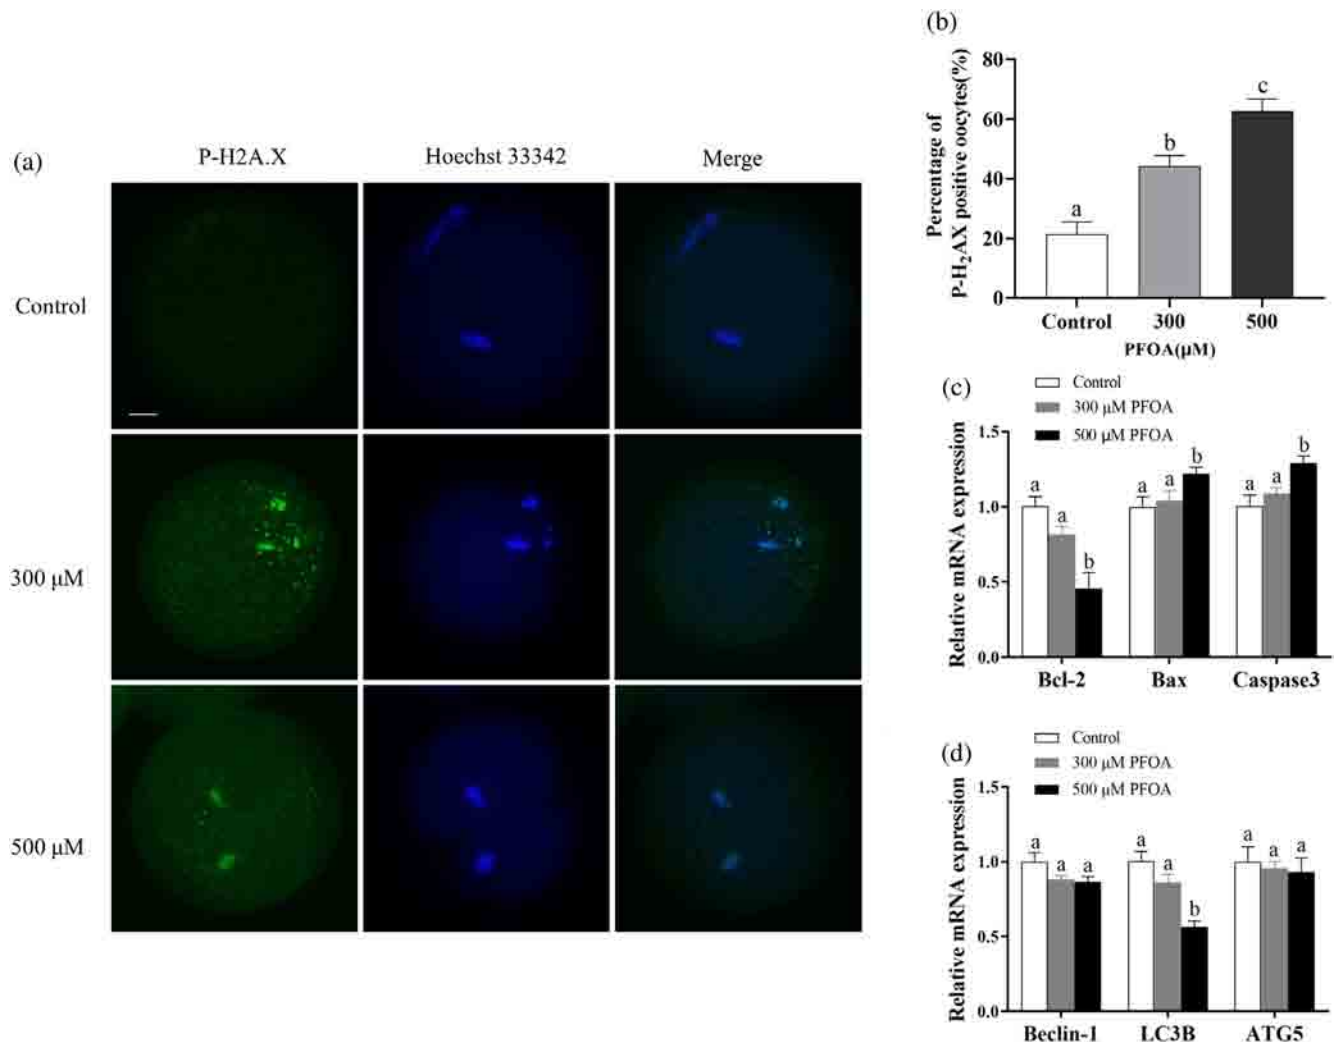 (a)
P-H2A.X Hoechst 33342 Merge
Control
300 μM
500 μM
(b)
Percentage of
P-H₂AX positive oocytes(%)
80
60
40
20
0
a
b
c
Control 300 500
PFOA(μM)
(c)
Control
300 μM PFOA
500 μM PFOA
Relative mRNA expression
1.5
1.0
0.5
0.0
a a b
a a b
a a b
Bcl-2 Bax Caspase3
(d)
Control
300 μM PFOA
500 μM PFOA
Relative mRNA expression
1.5
1.0
0.5
0.0
a a a
a a b
a a a
Beclin-1 LC3B ATG5